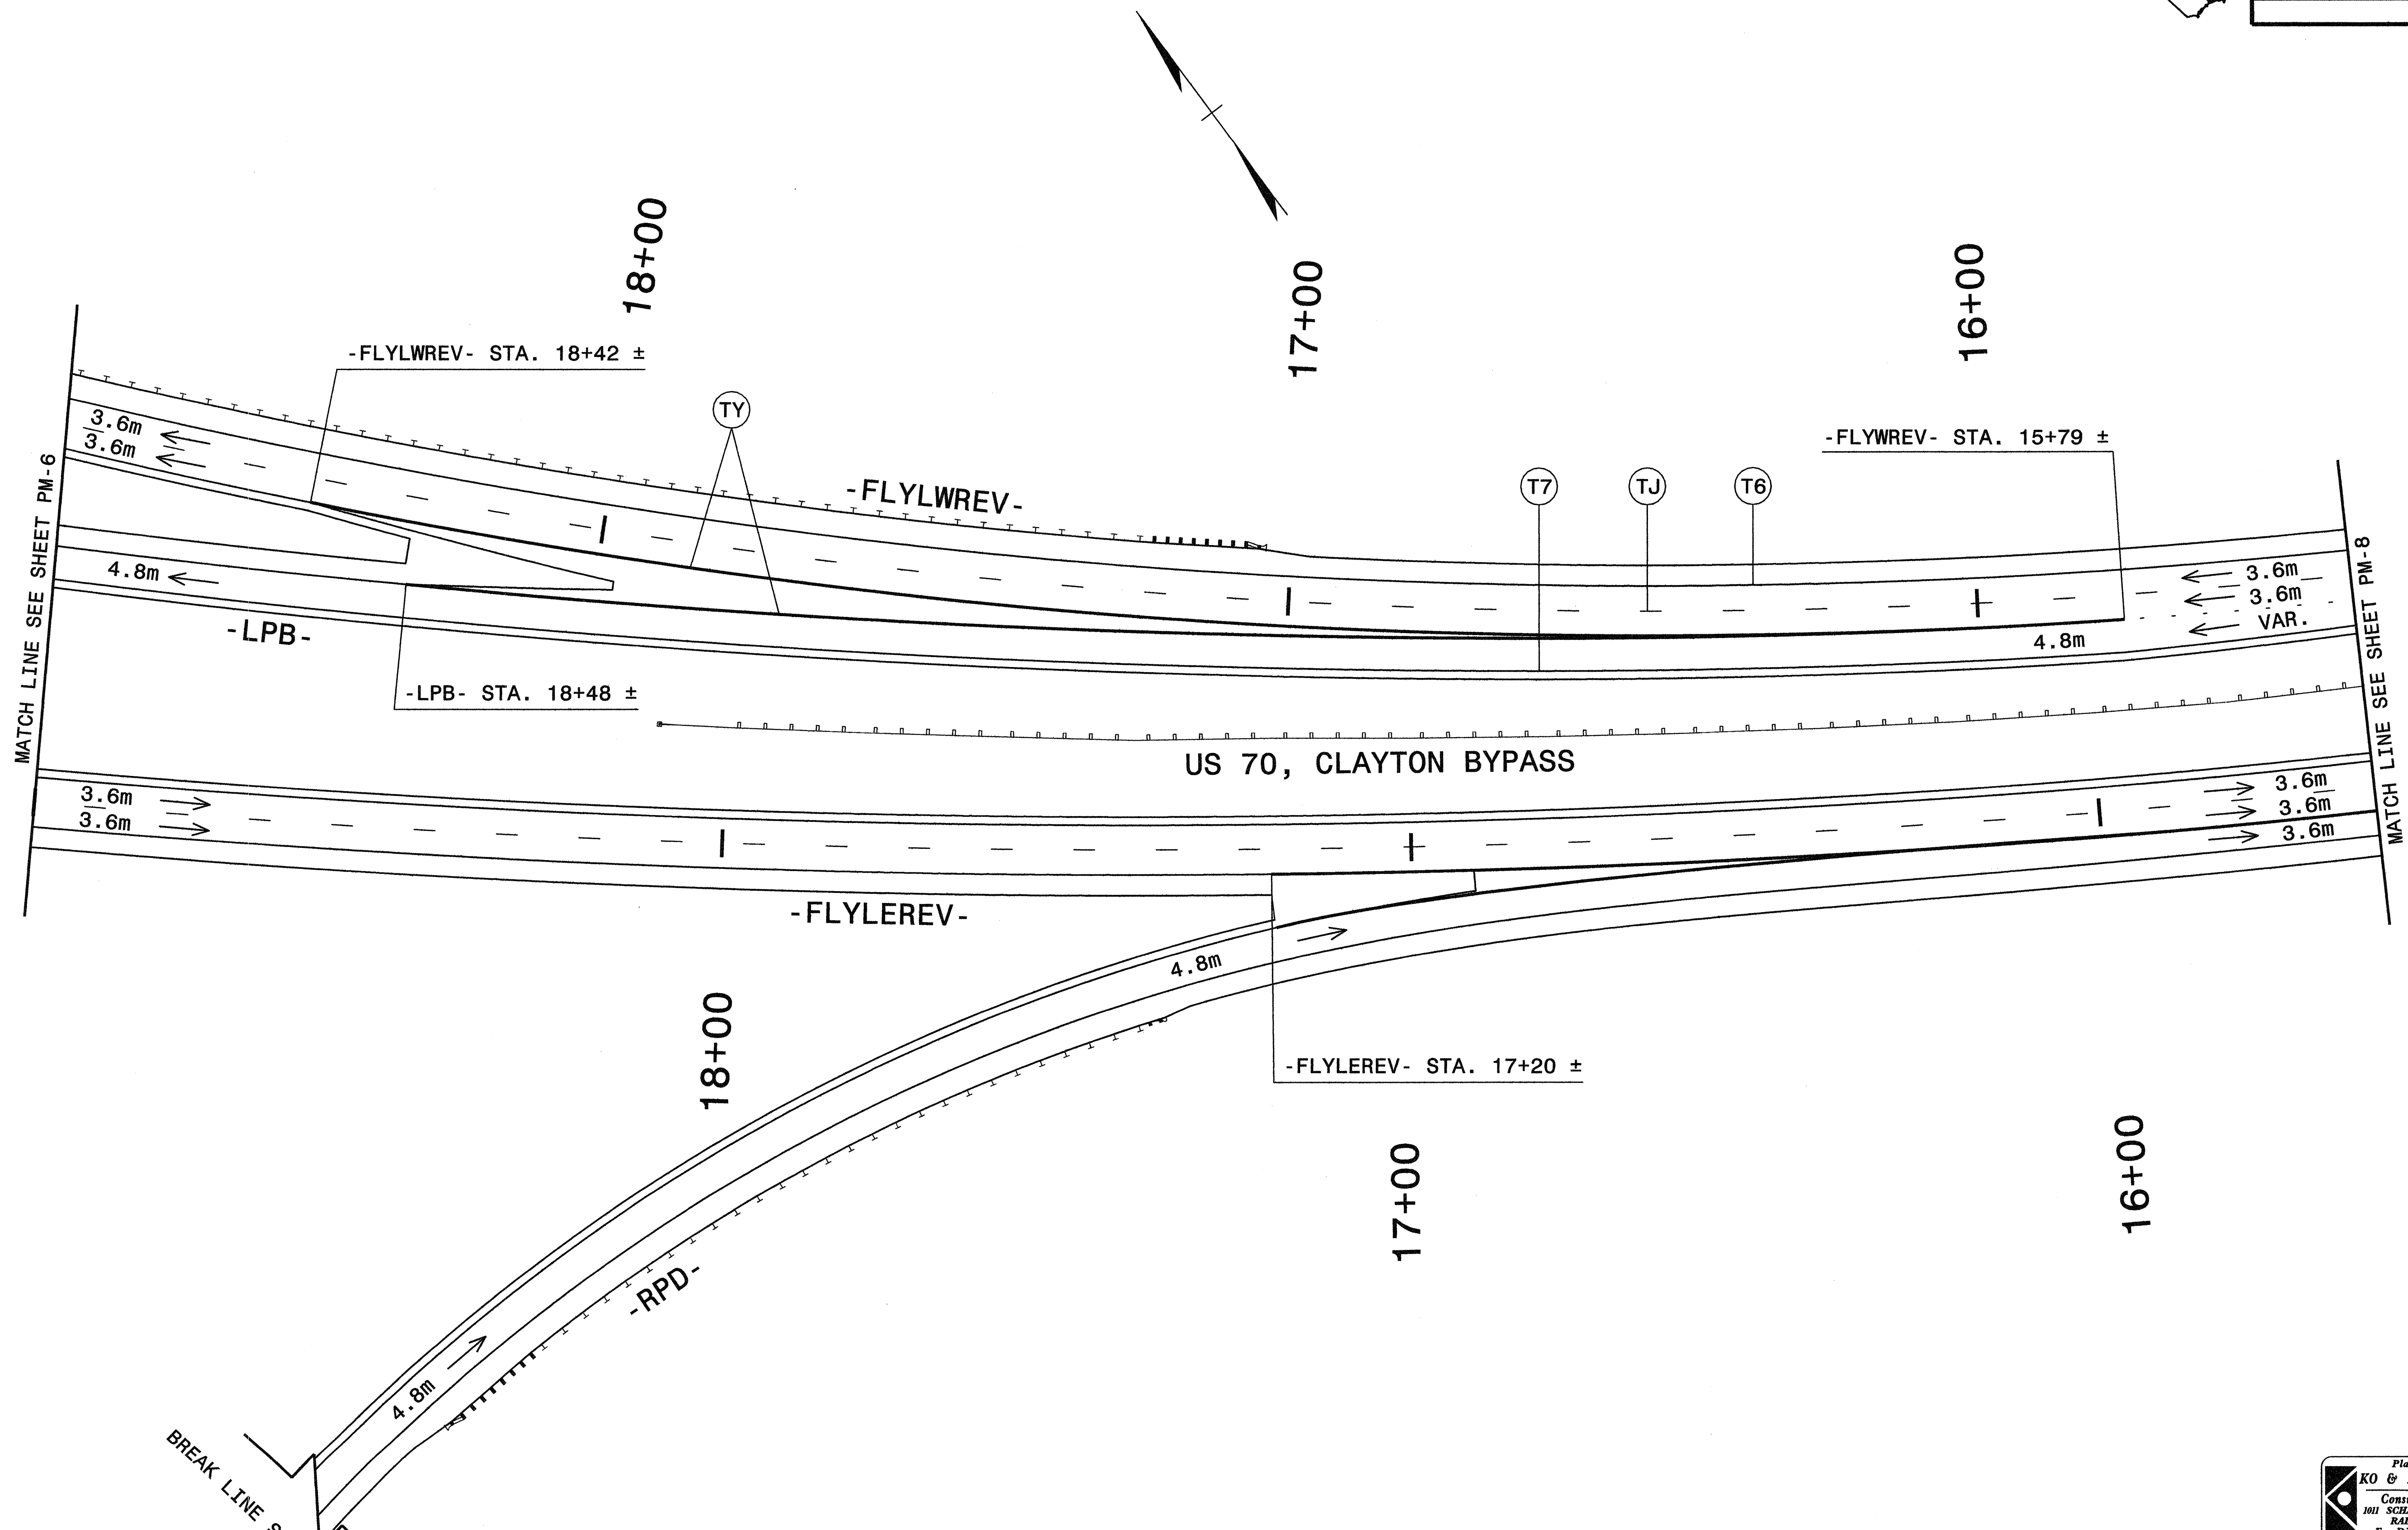 18+00
17+00
16+00
-FLYLWREV- STA. 18+42 ±
TY
-FLYWREV- STA. 15+79 ±
-FLYLWREV-
T7
TJ
T6
3.6m
3.6m
MATCH LINE SEE SHEET PM-6
4.8m
-LPB-
-LPB- STA. 18+48 ±
3.6m
3.6m
VAR.
4.8m
MATCH LINE SEE SHEET PM-8
US 70, CLAYTON BYPASS
3.6m
3.6m
3.6m
3.6m
3.6m
-FLYLEREV-
4.8m
18+00
-FLYLEREV- STA. 17+20 ±
17+00
16+00
-RPD-
4.8m
BREAK LINE
KO &
1011